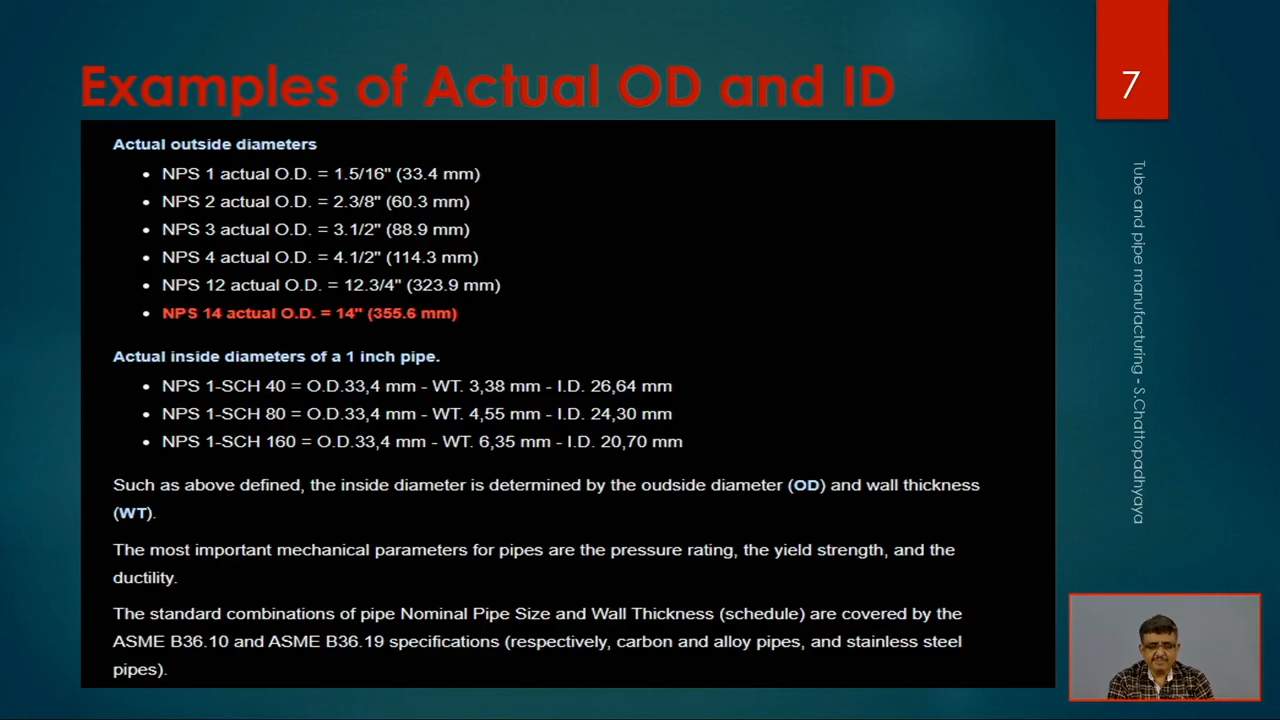 Examples of Actual OD and ID
7
Actual outside diameters
• NPS 1 actual O.D. = 1.5/16" (33.4 mm)
• NPS 2 actual O.D. = 2.3/8" (60.3 mm)
• NPS 3 actual O.D. = 3.1/2" (88.9 mm)
• NPS 4 actual O.D. = 4.1/2" (114.3 mm)
• NPS 12 actual O.D. = 12.3/4" (323.9 mm)
• NPS 14 actual O.D. = 14" (355.6 mm)
Actual inside diameters of a 1 inch pipe.
• NPS 1-SCH 40 = O.D.33,4 mm - WT. 3,38 mm - I.D. 26,64 mm
• NPS 1-SCH 80 = O.D.33,4 mm - WT. 4,55 mm - I.D. 24,30 mm
• NPS 1-SCH 160 = O.D.33,4 mm - WT. 6,35 mm - I.D. 20,70 mm
Such as above defined, the inside diameter is determined by the oudside diameter (OD) and wall thickness
(WT).
The most important mechanical parameters for pipes are the pressure rating, the yield strength, and the
ductility.
The standard combinations of pipe Nominal Pipe Size and Wall Thickness (schedule) are covered by the
ASME B36.10 and ASME B36.19 specifications (respectively, carbon and alloy pipes, and stainless steel
pipes).
Tube and pipe manufacturing - S.Chattopadhyaya